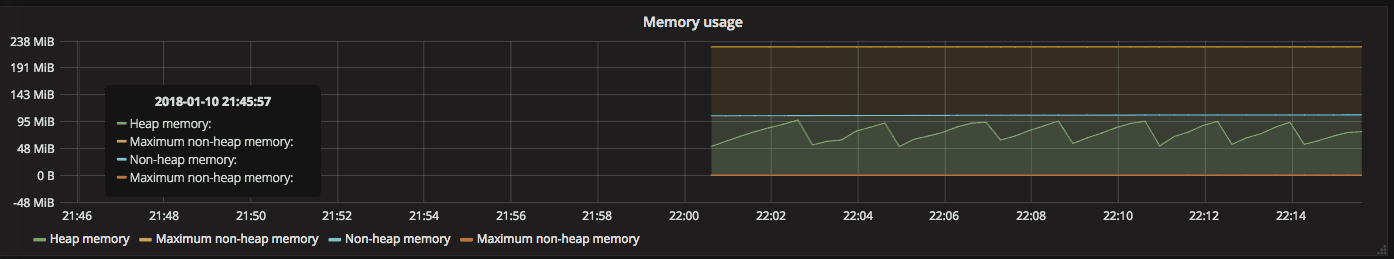 Memory usage
238 MiB
191 MiB
143 MiB
95 MiB
48 MiB
0 B
-48 MiB
2018-01-10 21:45:57
Heap memory:
Maximum non-heap memory:
Non-heap memory:
Maximum non-heap memory:
21:46 21:48 21:50 21:52 21:54 21:56 21:58 22:00 22:02 22:04 22:06 22:08 22:10 22:12 22:14
Heap memory Maximum non-heap memory Non-heap memory Maximum non-heap memory